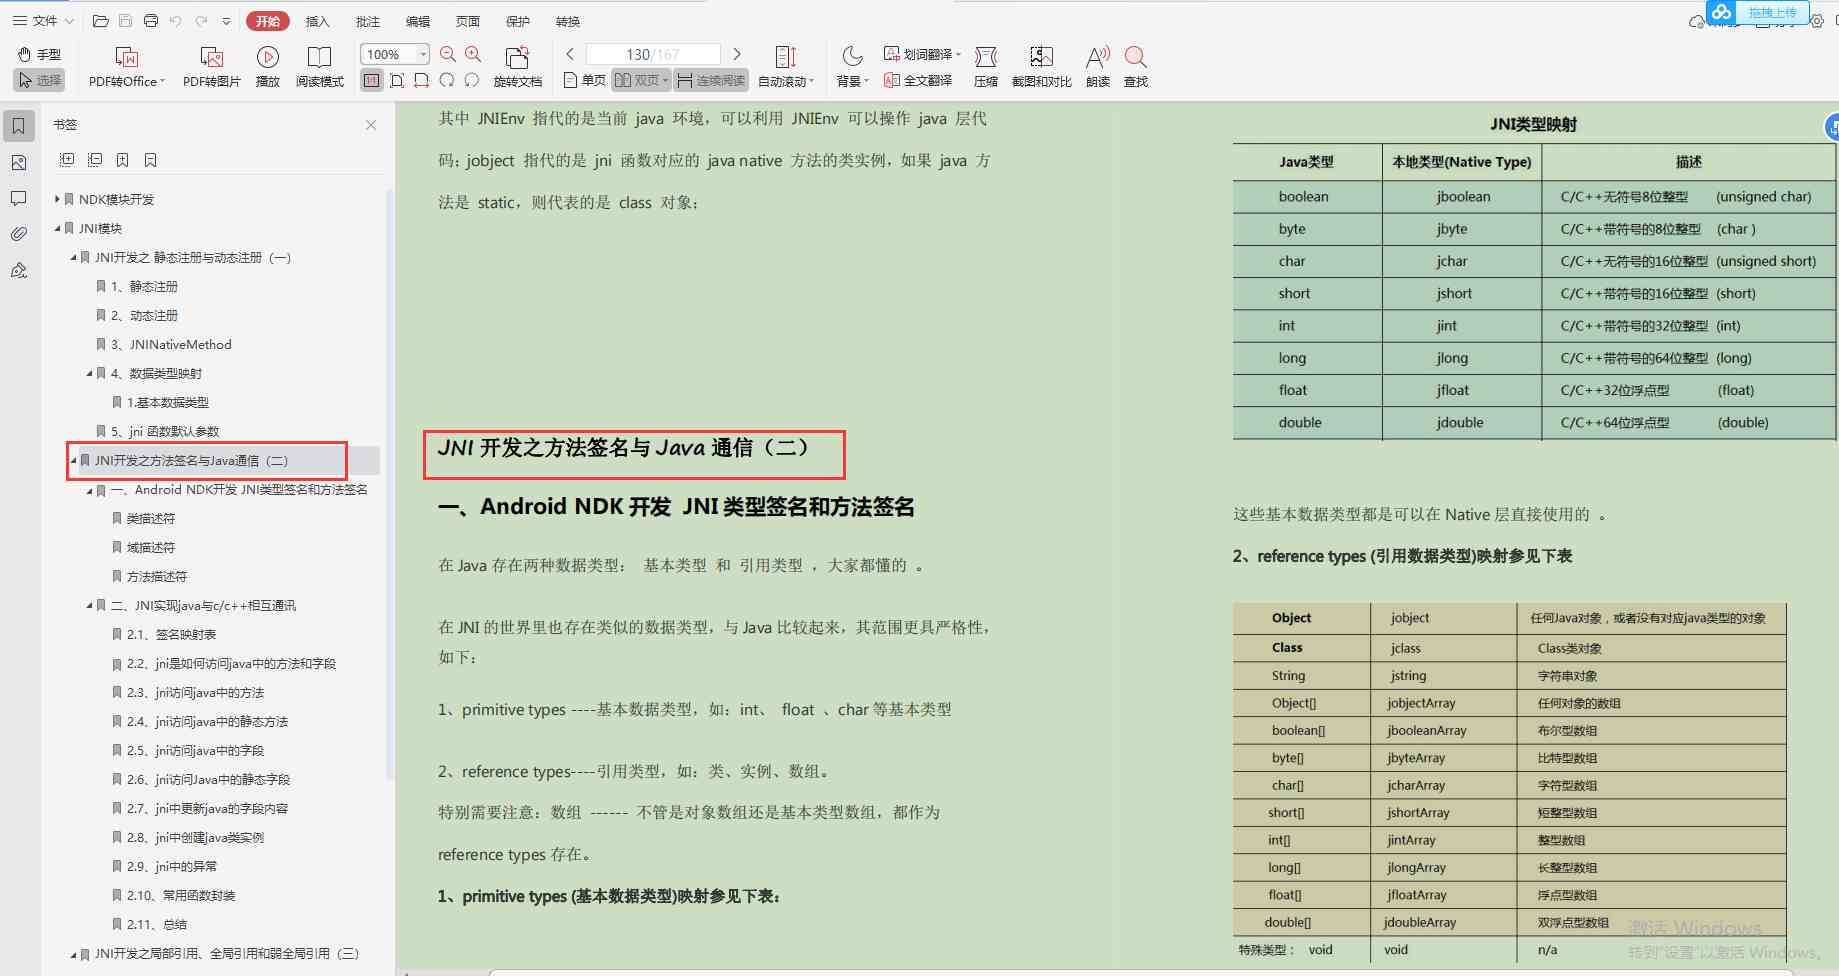 文件
开始 插入 批注 编辑 页面 保护 转换
拖拽上传
手型
选择
PDF转Office
PDF转图片
播放
阅读模式
100%
旋转文档
130/167
单页
双页
连续阅读
自动滚动
背景
划词翻译
全文翻译
压缩
截图和对比
朗读
查找
书签
NDK模块开发
JNI模块
JNI开发之 静态注册与动态注册（一）
1、静态注册
2、动态注册
3、JNINativeMethod
4、数据类型映射
1.基本数据类型
5、jni 函数默认参数
JNI开发之方法签名与Java通信（二）
一、Android NDK开发 JNI类型签名和方法签名
类描述符
域描述符
方法描述符
二、JNI实现java与c/c++相互通讯
2.1、签名映射表
2.2、jni是如何访问java中的方法和字段
2.3、jni访问java中的方法
2.4、jni访问java中的静态方法
2.5、jni访问java中的字段
2.6、jni访问Java中的静态字段
2.7、jni中更新java的字段内容
2.8、jni中创建java类实例
2.9、jni中的异常
2.10、常用函数封装
2.11、总结
JNI开发之局部引用、全局引用和弱全局引用（三）
其中 JNIEnv 指代的是当前 java 环境，可以利用 JNIEnv 可以操作 java 层代
码；jobject 指代的是 jni 函数对应的 java native 方法的类实例，如果 java 方
法是 static，则代表的是 class 对象；
JNI 开发之方法签名与 Java 通信（二）
一、Android NDK 开发 JNI 类型签名和方法签名
在 Java 存在两种数据类型： 基本类型 和 引用类型 ，大家都懂的 。
在 JNI 的世界里也存在类似的数据类型，与 Java 比较起来，其范围更具严格性，
如下：
1、primitive types ----基本数据类型，如：int、 float 、char 等基本类型
2、reference types----引用类型，如：类、实例、数组。
特别需要注意：数组 ------ 不管是对象数组还是基本类型数组，都作为
reference types 存在。
1、primitive types (基本数据类型)映射参见下表：
JNI类型映射
Java类型 本地类型(Native Type) 描述
boolean jboolean C/C++无符号8位整型 (unsigned char)
byte jbyte C/C++带符号的8位整型 (char )
char jchar C/C++无符号的16位整型 (unsigned short)
short jshort C/C++带符号的16位整型 (short)
int jint C/C++带符号的32位整型 (int)
long jlong C/C++带符号的64位整型 (long)
float jfloat C/C++32位浮点型 (float)
double jdouble C/C++64位浮点型 (double)
这些基本数据类型都是可以在 Native 层直接使用的 。
2、reference types (引用数据类型)映射参见下表
Object jobject 任何Java对象，或者没有对应java类型的对象
Class jclass Class类对象
String jstring 字符串对象
Object[] jobjectArray 任何对象的数组
boolean[] jbooleanArray 布尔型数组
byte[] jbyteArray 比特型数组
char[] jcharArray 字符型数组
short[] jshortArray 短整型数组
int[] jintArray 整型数组
long[] jlongArray 长整型数组
float[] jfloatArray 浮点型数组
double[] jdoubleArray 双浮点型数组
特殊类型： void void n/a
激活 Windows
转到"设置"以激活 Windows。